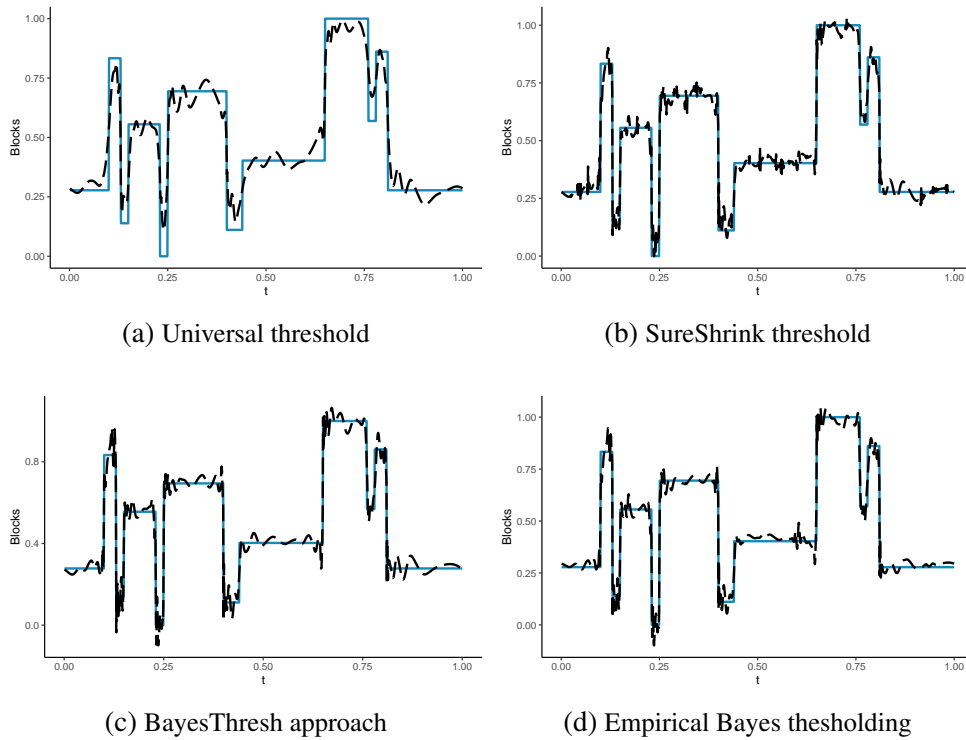 1.00
0.75
0.50
0.25
0.00
Blocks
0.00 0.25 0.50 0.75 1.00
t
(a) Universal threshold
1.00
0.75
0.50
0.25
0.00
Blocks
0.00 0.25 0.50 0.75 1.00
t
(b) SureShrink threshold
0.8
0.4
0.0
Blocks
0.00 0.25 0.50 0.75 1.00
t
(c) BayesThresh approach
1.00
0.75
0.50
0.25
0.00
Blocks
0.00 0.25 0.50 0.75 1.00
t
(d) Empirical Bayes thesholding